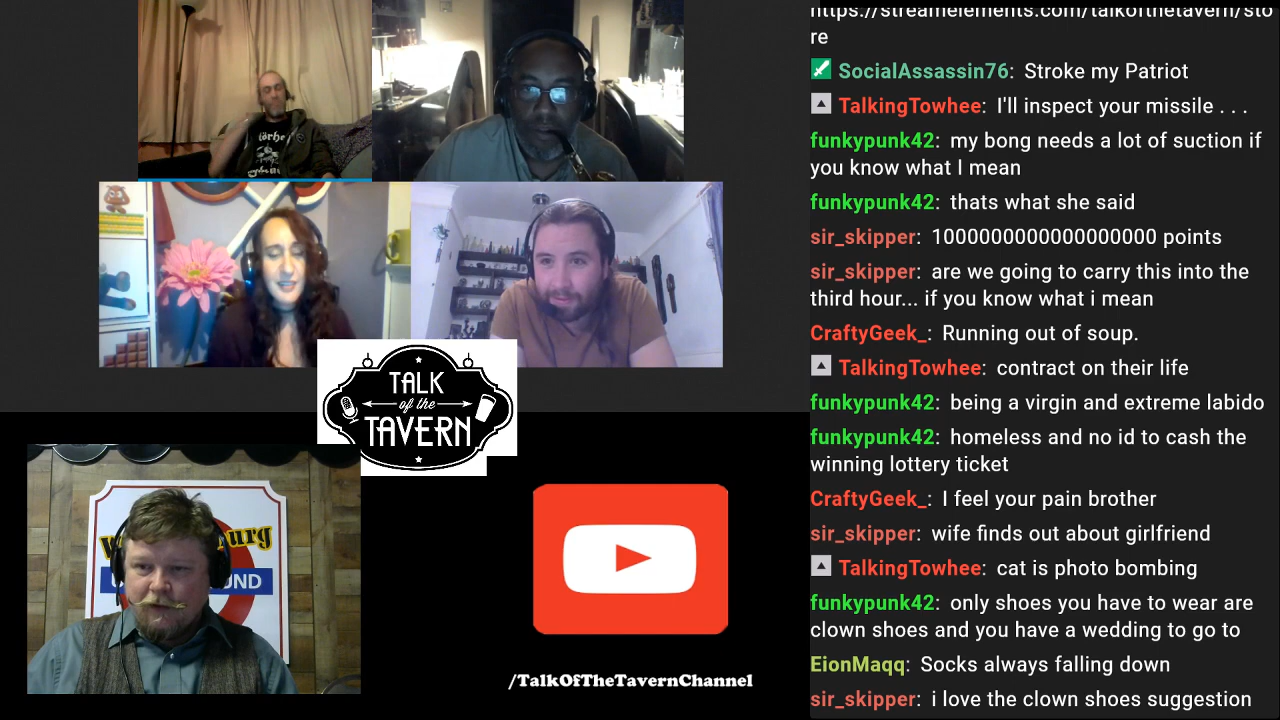 törhe
TALK
of the
TAVERN
W urg
U UND
/TalkOfTheTavernChannel
https://streamelements.com/talkofthetavern/sto
re
SocialAssassin76: Stroke my Patriot
TalkingTowhee: I'll inspect your missile . . .
funkypunk42: my bong needs a lot of suction if
you know what I mean
funkypunk42: thats what she said
sir_skipper: 1000000000000000000 points
sir_skipper: are we going to carry this into the
third hour... if you know what i mean
CraftyGeek_: Running out of soup.
TalkingTowhee: contract on their life
funkypunk42: being a virgin and extreme labido
funkypunk42: homeless and no id to cash the
winning lottery ticket
CraftyGeek_: I feel your pain brother
sir_skipper: wife finds out about girlfriend
TalkingTowhee: cat is photo bombing
funkypunk42: only shoes you have to wear are
clown shoes and you have a wedding to go to
EionMaqq: Socks always falling down
sir_skipper: i love the clown shoes suggestion